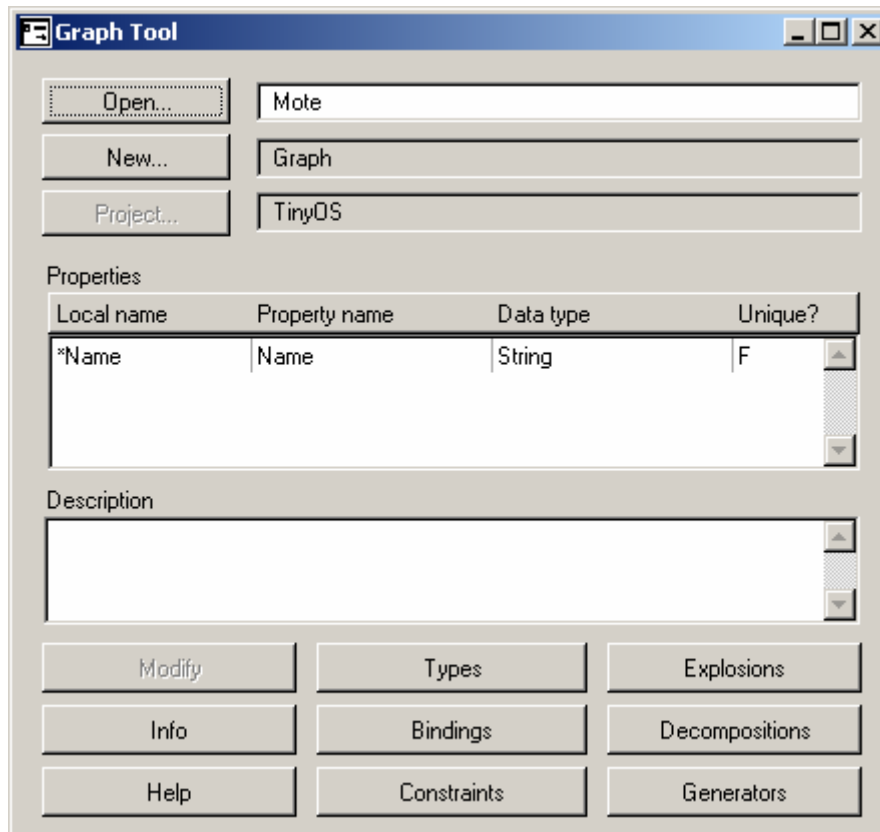 Graph Tool
Open... Mote
New... Graph
Project... TinyOS
Properties
Local name Property name Data type Unique?
*Name Name String F
Description
Modify Types Explosions
Info Bindings Decompositions
Help Constraints Generators